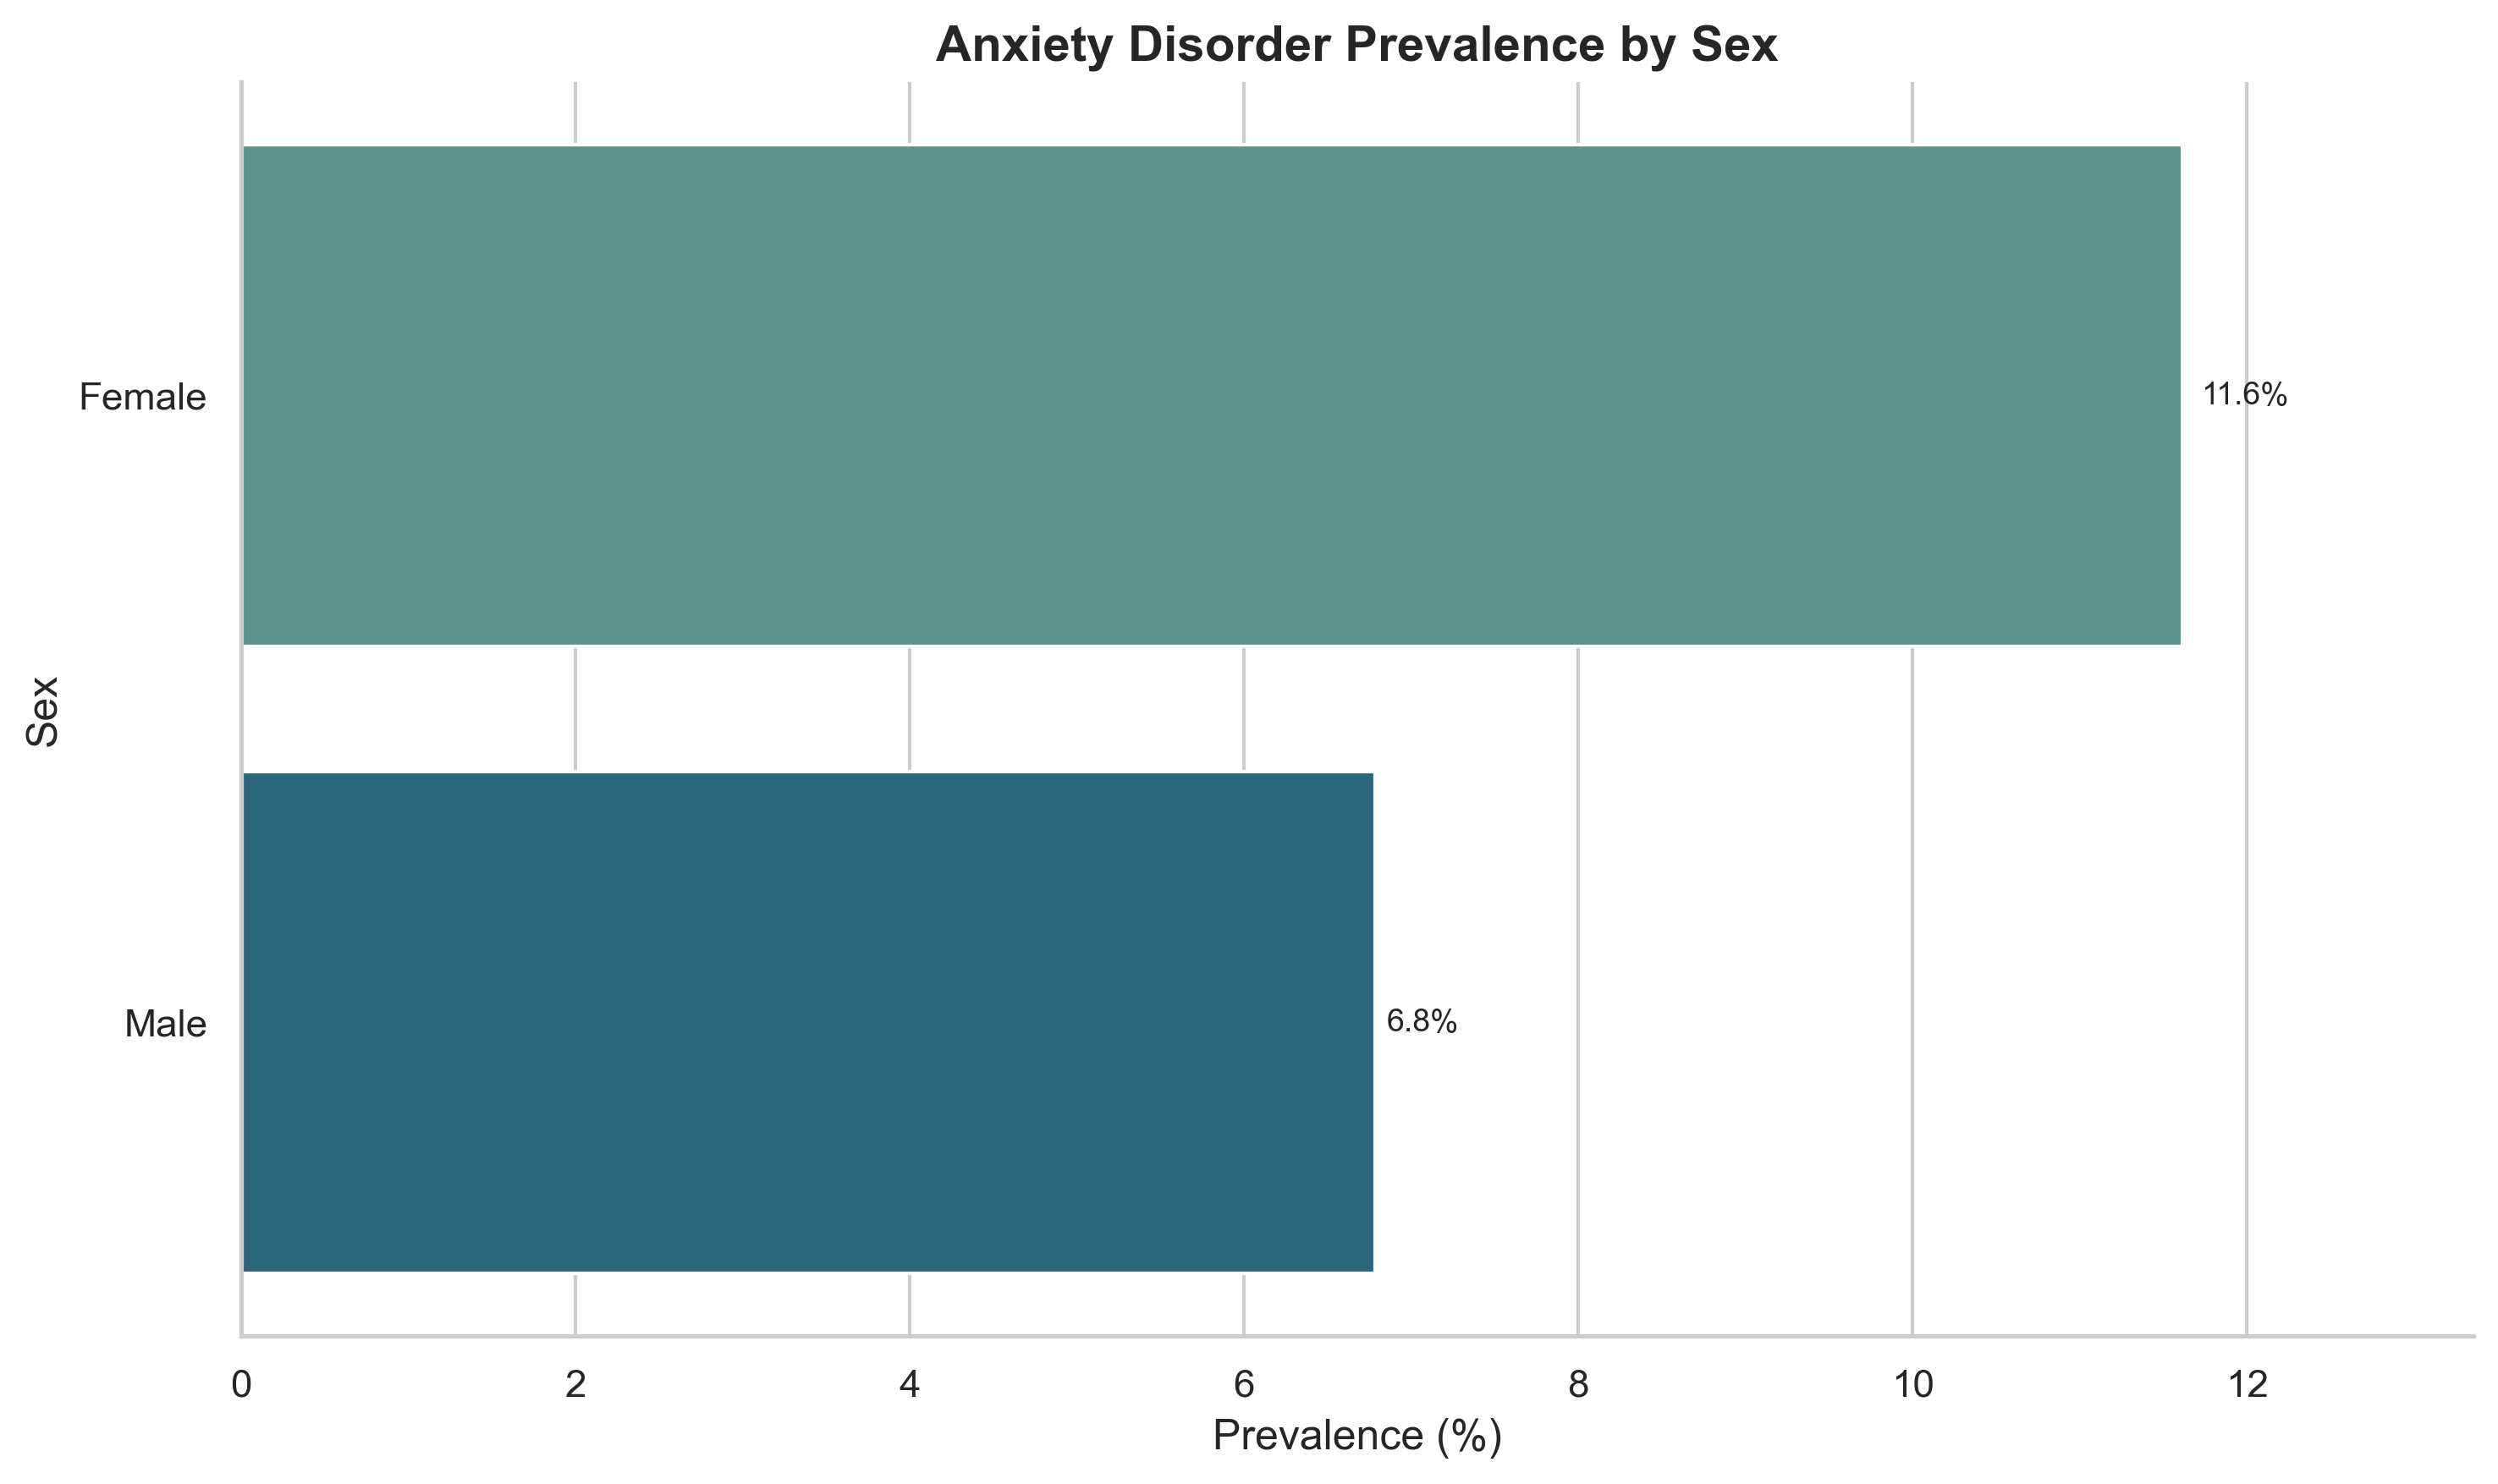 Anxiety Disorder Prevalence by Sex
Female
11.6%
Sex
Male
6.8%
0 2 4 6 8 10 12
Prevalence (%)